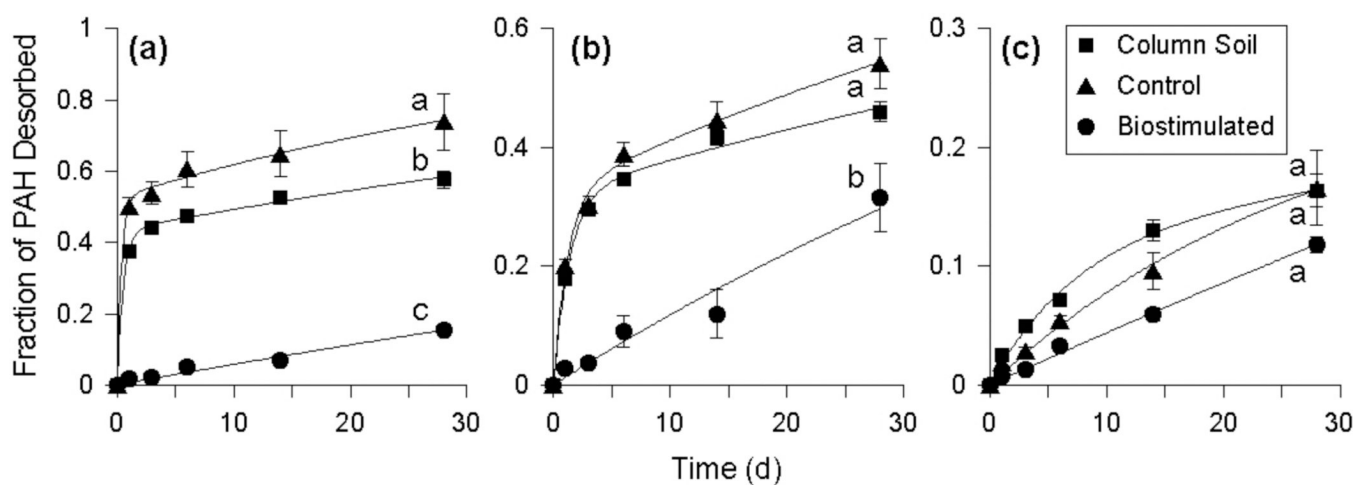 Fraction of PAH Desorbed
1
0.8
0.6
0.4
0.2
0
(a)
a
b
c
0
10
20
30
0.6
0.4
0.2
0
(b)
a
a
b
0
10
20
30
0.3
0.2
0.1
0
(c)
Column Soil
Control
Biostimulated
a
a
a
0
10
20
30
Time (d)